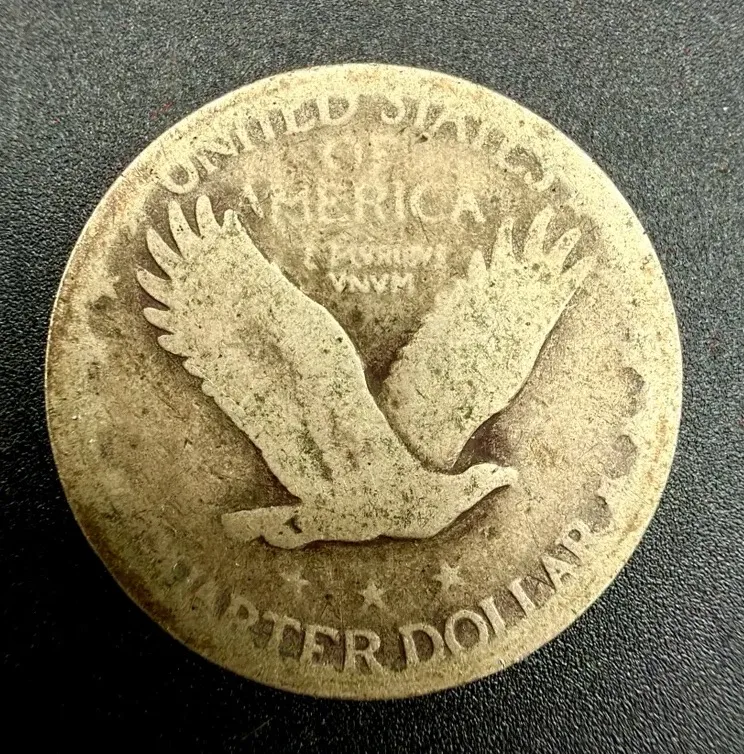 UNITED STATES
OF
AMERICA
E PLURIBUS
VNVM
QUARTER DOLLAR